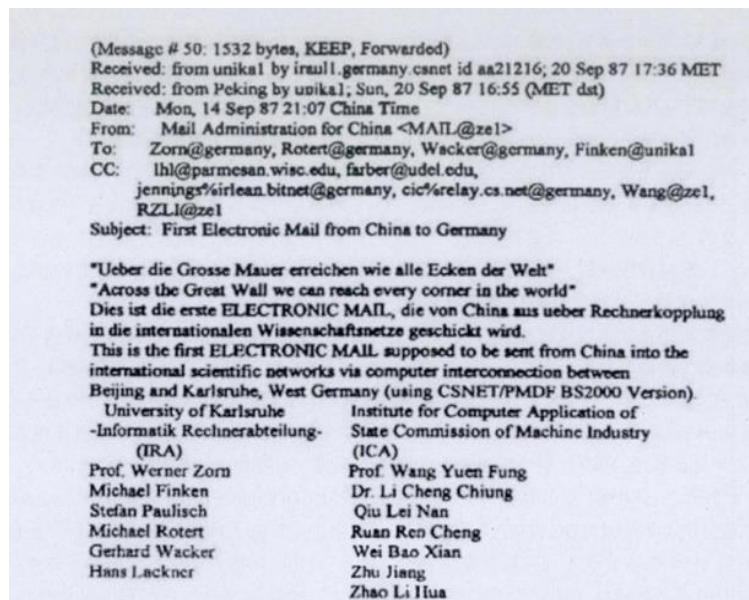 (Message # 50: 1532 bytes, KEEP, Forwarded)
Received: from unika1 by iraul1.germany.csnet id aa21216; 20 Sep 87 17:36 MET
Received: from Peking by unika1; Sun, 20 Sep 87 16:55 (MET dst)
Date: Mon, 14 Sep 87 21:07 China Time
From: Mail Administration for China <MAIL@ze1>
To: Zorn@germany, Rotert@germany, Wacker@germany, Finken@unika1
CC: lhl@parmesan.wisc.edu, farber@udel.edu,
jennings%irlean.bitnet@germany, cic%relay.cs.net@germany, Wang@ze1,
RZLI@ze1
Subject: First Electronic Mail from China to Germany
"Ueber die Grosse Mauer erreichen wie alle Ecken der Welt"
"Across the Great Wall we can reach every corner in the world"
Dies ist die erste ELECTRONIC MAIL, die von China aus ueber Rechnerkopplung
in die internationalen Wissenschaftsnetze geschickt wird.
This is the first ELECTRONIC MAIL supposed to be sent from China into the
international scientific networks via computer interconnection between
Beijing and Karlsruhe, West Germany (using CSNET/PMDF BS2000 Version).
University of Karlsruhe Institute for Computer Application of
-Informatik Rechnerabteilung- State Commission of Machine Industry
(IRA) (ICA)
Prof. Werner Zorn Prof. Wang Yuen Fung
Michael Finken Dr. Li Cheng Chiung
Stefan Paulisch Qiu Lei Nan
Michael Rotert Ruan Ren Cheng
Gerhard Wacker Wei Bao Xian
Hans Lackner Zhu Jiang
Zhao Li Hua